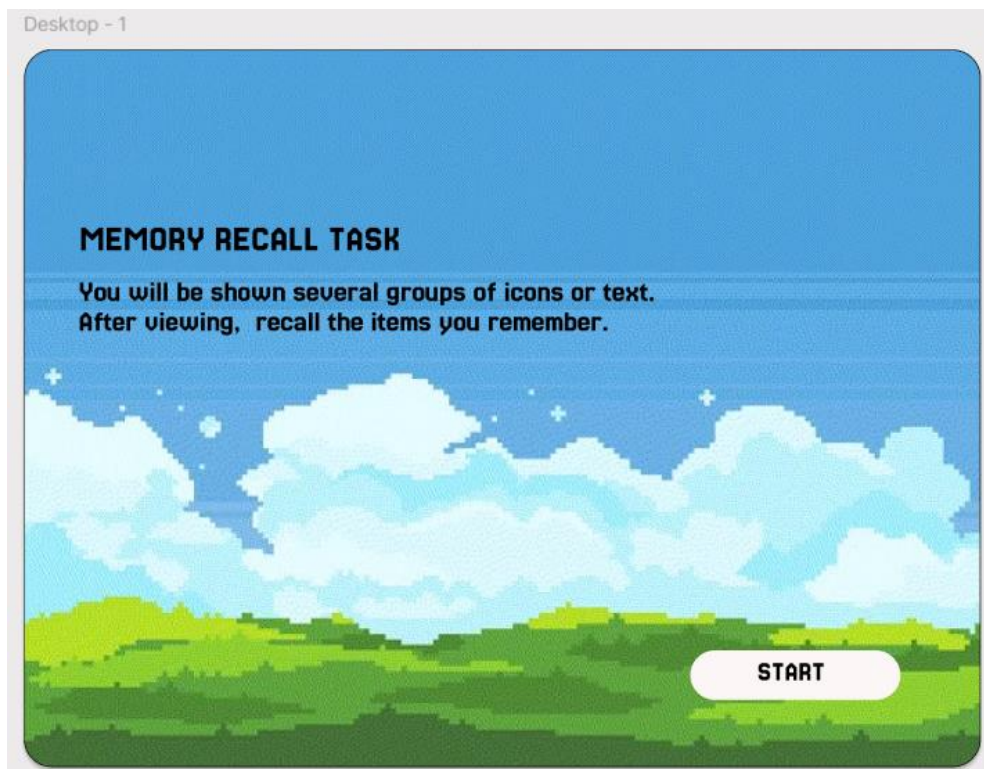 Desktop - 1
MEMORY RECALL TASK
You will be shown several groups of icons or text.
After viewing,  recall the items you remember.
START